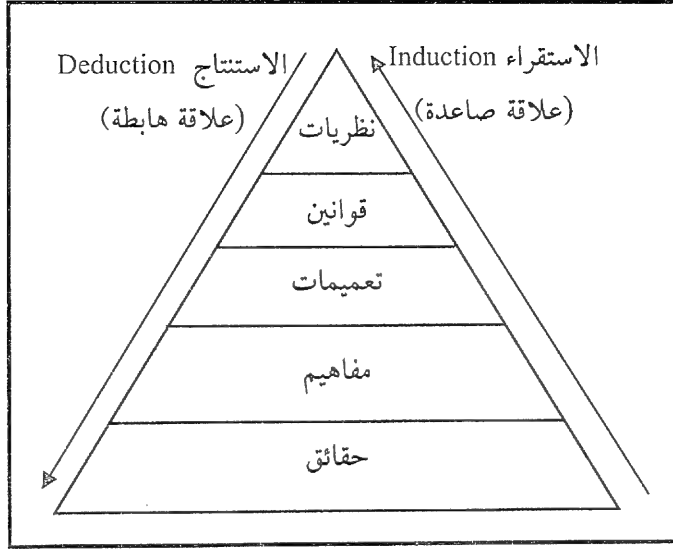 الاستقراء Induction
(علاقة صاعدة)
الاستنتاج Deduction
(علاقة هابطة)
نظريات
قوانين
تعميمات
مفاهيم
حقائق